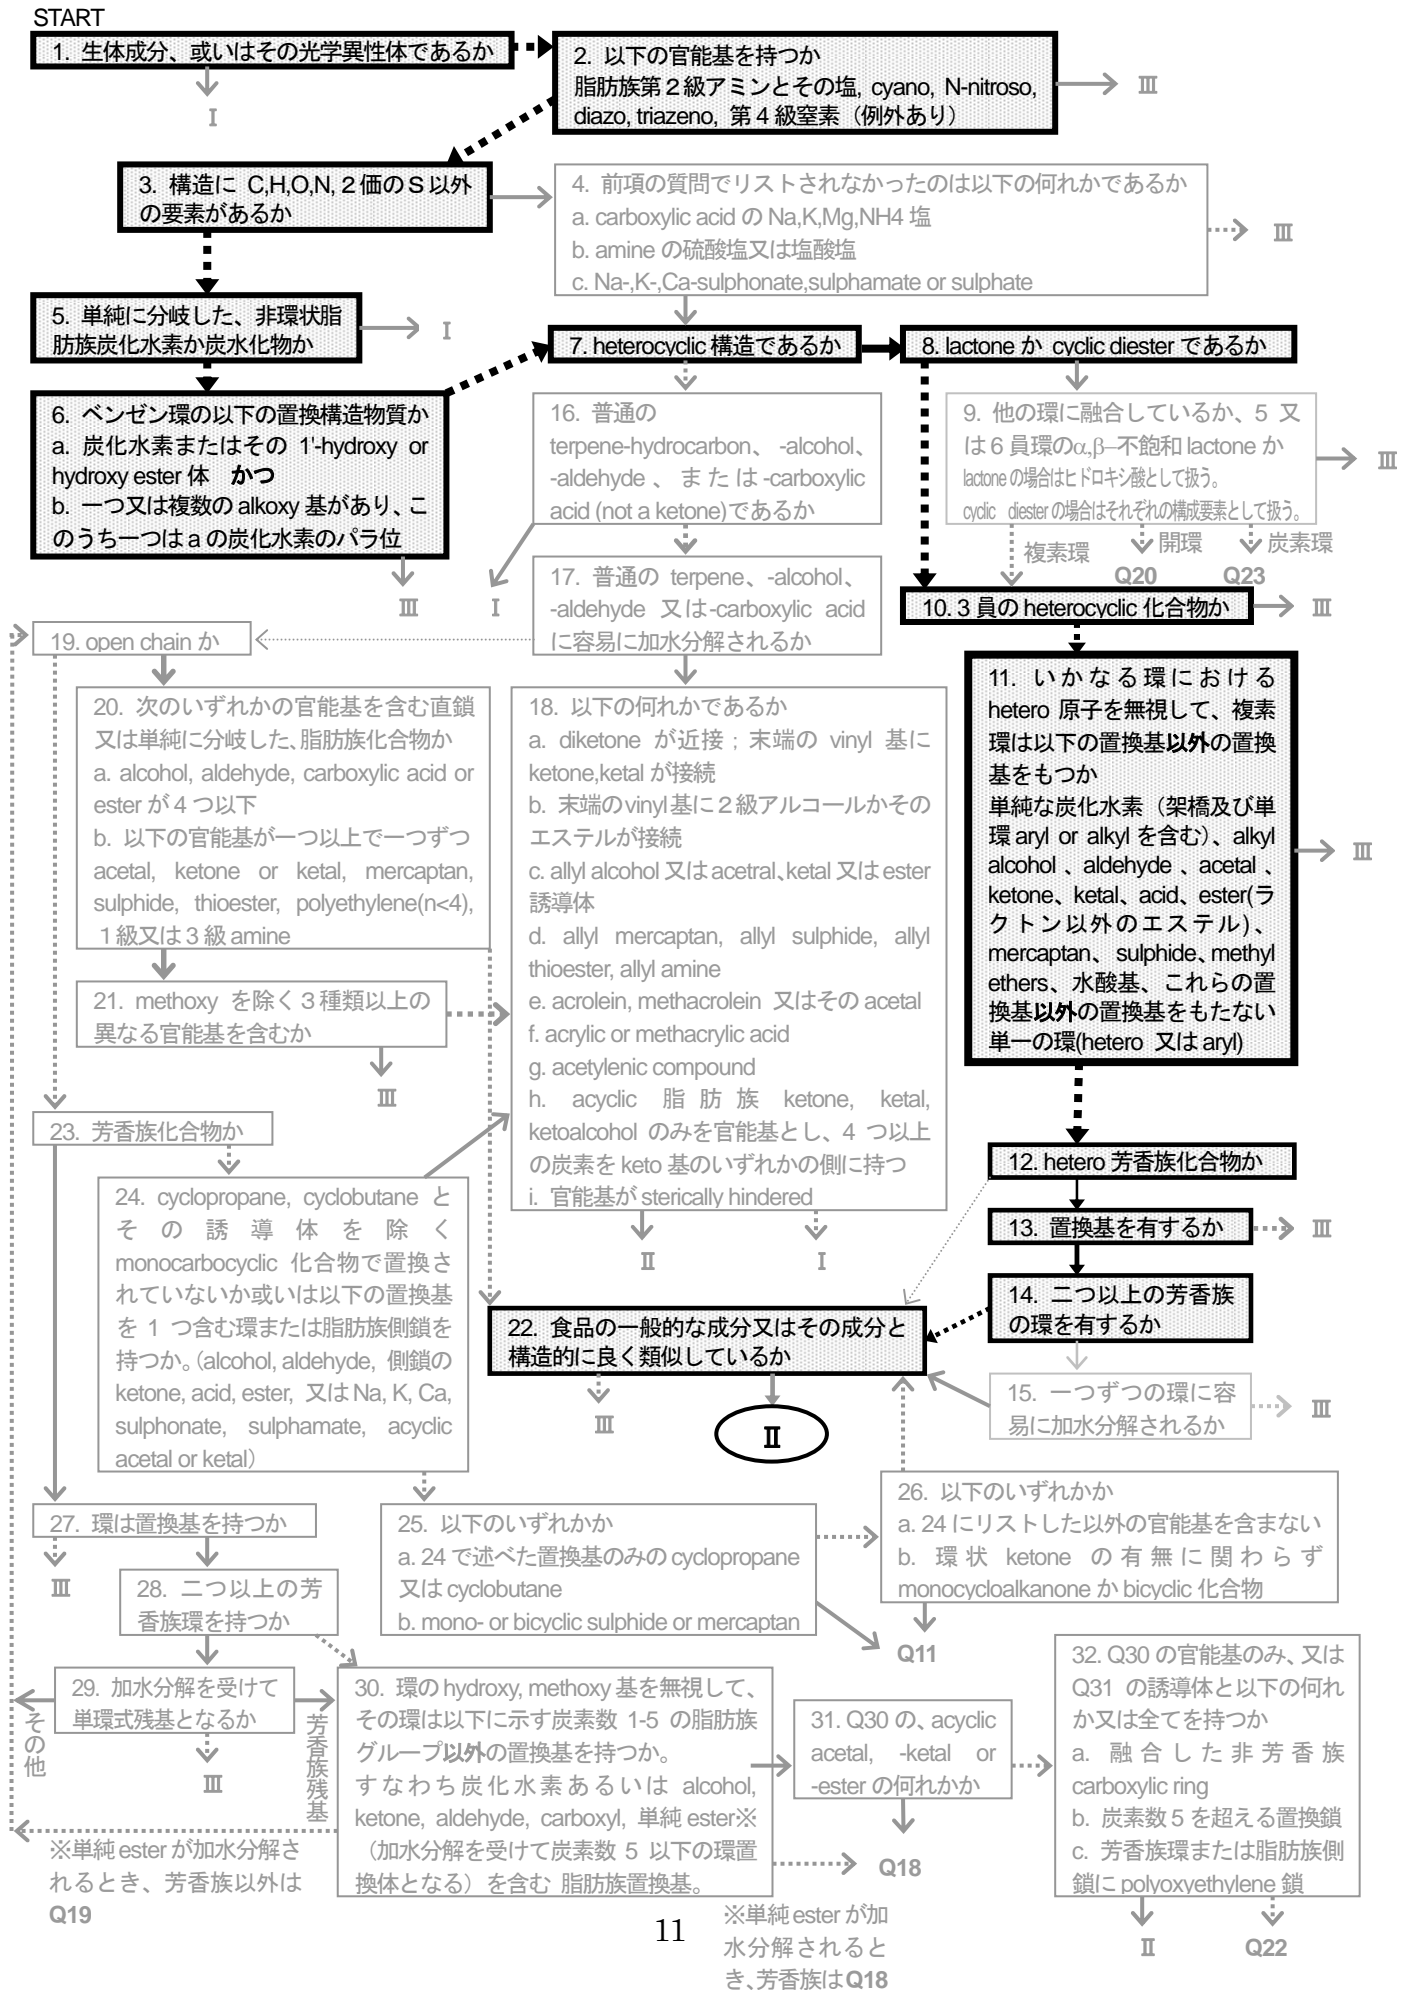 START
1. 生体成分、或いはその光学異性体であるか
I
2. 以下の官能基を持つか
脂肪族第２級アミンとその塩, cyano, N-nitroso,
diazo, triazeno, 第４級窒素（例外あり）
Ⅲ
3. 構造に C,H,O,N,２価のＳ以外
の要素があるか
4. 前項の質問でリストされなかったのは以下の何れかであるか
a. carboxylic acid の Na,K,Mg,NH4 塩
b. amine の硫酸塩又は塩酸塩
c. Na-,K-,Ca-sulphonate,sulphamate or sulphate
Ⅲ
5. 単純に分岐した、非環状脂
肪族炭化水素か炭水化物か
I
6. ベンゼン環の以下の置換構造物質か
a. 炭化水素またはその 1'-hydroxy or
hydroxy ester 体　かつ
b. 一つ又は複数の alkoxy 基があり、こ
のうち一つは a の炭化水素のパラ位
Ⅲ
7. heterocyclic 構造であるか
8. lactone か cyclic diester であるか
9. 他の環に融合しているか、5 又
は 6 員環のα,β–不飽和 lactone か
lactone の場合はヒドロキシ酸として扱う。
cyclic diester の場合はそれぞれの構成要素として扱う。
Ⅲ
複素環
開環
炭素環
Q20
Q23
10. 3 員の heterocyclic 化合物か
Ⅲ
16. 普通の
terpene-hydrocarbon、-alcohol、
-aldehyde 、または -carboxylic
acid (not a ketone)であるか
I
17. 普通の terpene、-alcohol、
-aldehyde 又は-carboxylic acid
に容易に加水分解されるか
19. open chain か
20. 次のいずれかの官能基を含む直鎖
又は単純に分岐した、脂肪族化合物か
a. alcohol, aldehyde, carboxylic acid or
ester が 4 つ以下
b. 以下の官能基が一つ以上で一つずつ
acetal, ketone or ketal, mercaptan,
sulphide, thioester, polyethylene(n<4),
１級又は３級 amine
21. methoxy を除く３種類以上の
異なる官能基を含むか
Ⅲ
18. 以下の何れかであるか
a. diketone が近接；末端の vinyl 基に
ketone,ketal が接続
b. 末端の vinyl 基に２級アルコールかその
エステルが接続
c. allyl alcohol 又は acetral、ketal 又は ester
誘導体
d. allyl mercaptan, allyl sulphide, allyl
thioester, allyl amine
e. acrolein, methacrolein 又はその acetal
f. acrylic or methacrylic acid
g. acetylenic compound
h. acyclic 脂肪族 ketone, ketal,
ketoalcohol のみを官能基とし、4 つ以上
の炭素を keto 基のいずれかの側に持つ
i. 官能基が sterically hindered
Ⅱ
I
11. いかなる環における
hetero 原子を無視して、複素
環は以下の置換基以外の置換
基をもつか
単純な炭化水素（架橋及び単
環 aryl or alkyl を含む）、alkyl
alcohol 、aldehyde 、acetal 、
ketone、ketal、acid、ester(ラ
クトン以外のエステル)、
mercaptan、sulphide、methyl
ethers、水酸基、これらの置
換基以外の置換基をもたない
単一の環(hetero 又は aryl)
Ⅲ
12. hetero 芳香族化合物か
13. 置換基を有するか
Ⅲ
14. 二つ以上の芳香族
の環を有するか
15. 一つずつの環に容
易に加水分解されるか
Ⅲ
22. 食品の一般的な成分又はその成分と
構造的に良く類似しているか
Ⅲ
Ⅱ
23. 芳香族化合物か
24. cyclopropane, cyclobutane と
その誘導体を除く
monocarbocyclic 化合物で置換さ
れていないか或いは以下の置換基
を 1 つ含む環または脂肪族側鎖を
持つか。（alcohol, aldehyde, 側鎖の
ketone, acid, ester, 又は Na, K, Ca,
sulphonate, sulphamate, acyclic
acetal or ketal）
25. 以下のいずれかか
a. 24 で述べた置換基のみの cyclopropane
又は cyclobutane
b. mono- or bicyclic sulphide or mercaptan
26. 以下のいずれかか
a. 24 にリストした以外の官能基を含まない
b. 環状 ketone の有無に関わらず
monocycloalkanone か bicyclic 化合物
Q11
27. 環は置換基を持つか
Ⅲ
28. 二つ以上の芳
香族環を持つか
29. 加水分解を受けて
単環式残基となるか
その他
芳香族残基
Ⅲ
30. 環の hydroxy, methoxy 基を無視して、
その環は以下に示す炭素数 1-5 の脂肪族
グループ以外の置換基を持つか。
すなわち炭化水素あるいは alcohol,
ketone, aldehyde, carboxyl, 単純 ester※
（加水分解を受けて炭素数 5 以下の環置
換体となる）を含む 脂肪族置換基。
31. Q30 の、acyclic
acetal, -ketal or
-ester の何れかか
Q18
32. Q30 の官能基のみ、又は
Q31 の誘導体と以下の何れ
か又は全てを持つか
a. 融合した非芳香族
carboxylic ring
b. 炭素数 5 を超える置換鎖
c. 芳香族環または脂肪族側
鎖に polyoxyethylene 鎖
Ⅱ
Q22
※単純 ester が加水分解さ
れるとき、芳香族以外は
Q19
※単純 ester が加
水分解されると
き、芳香族は Q18
11